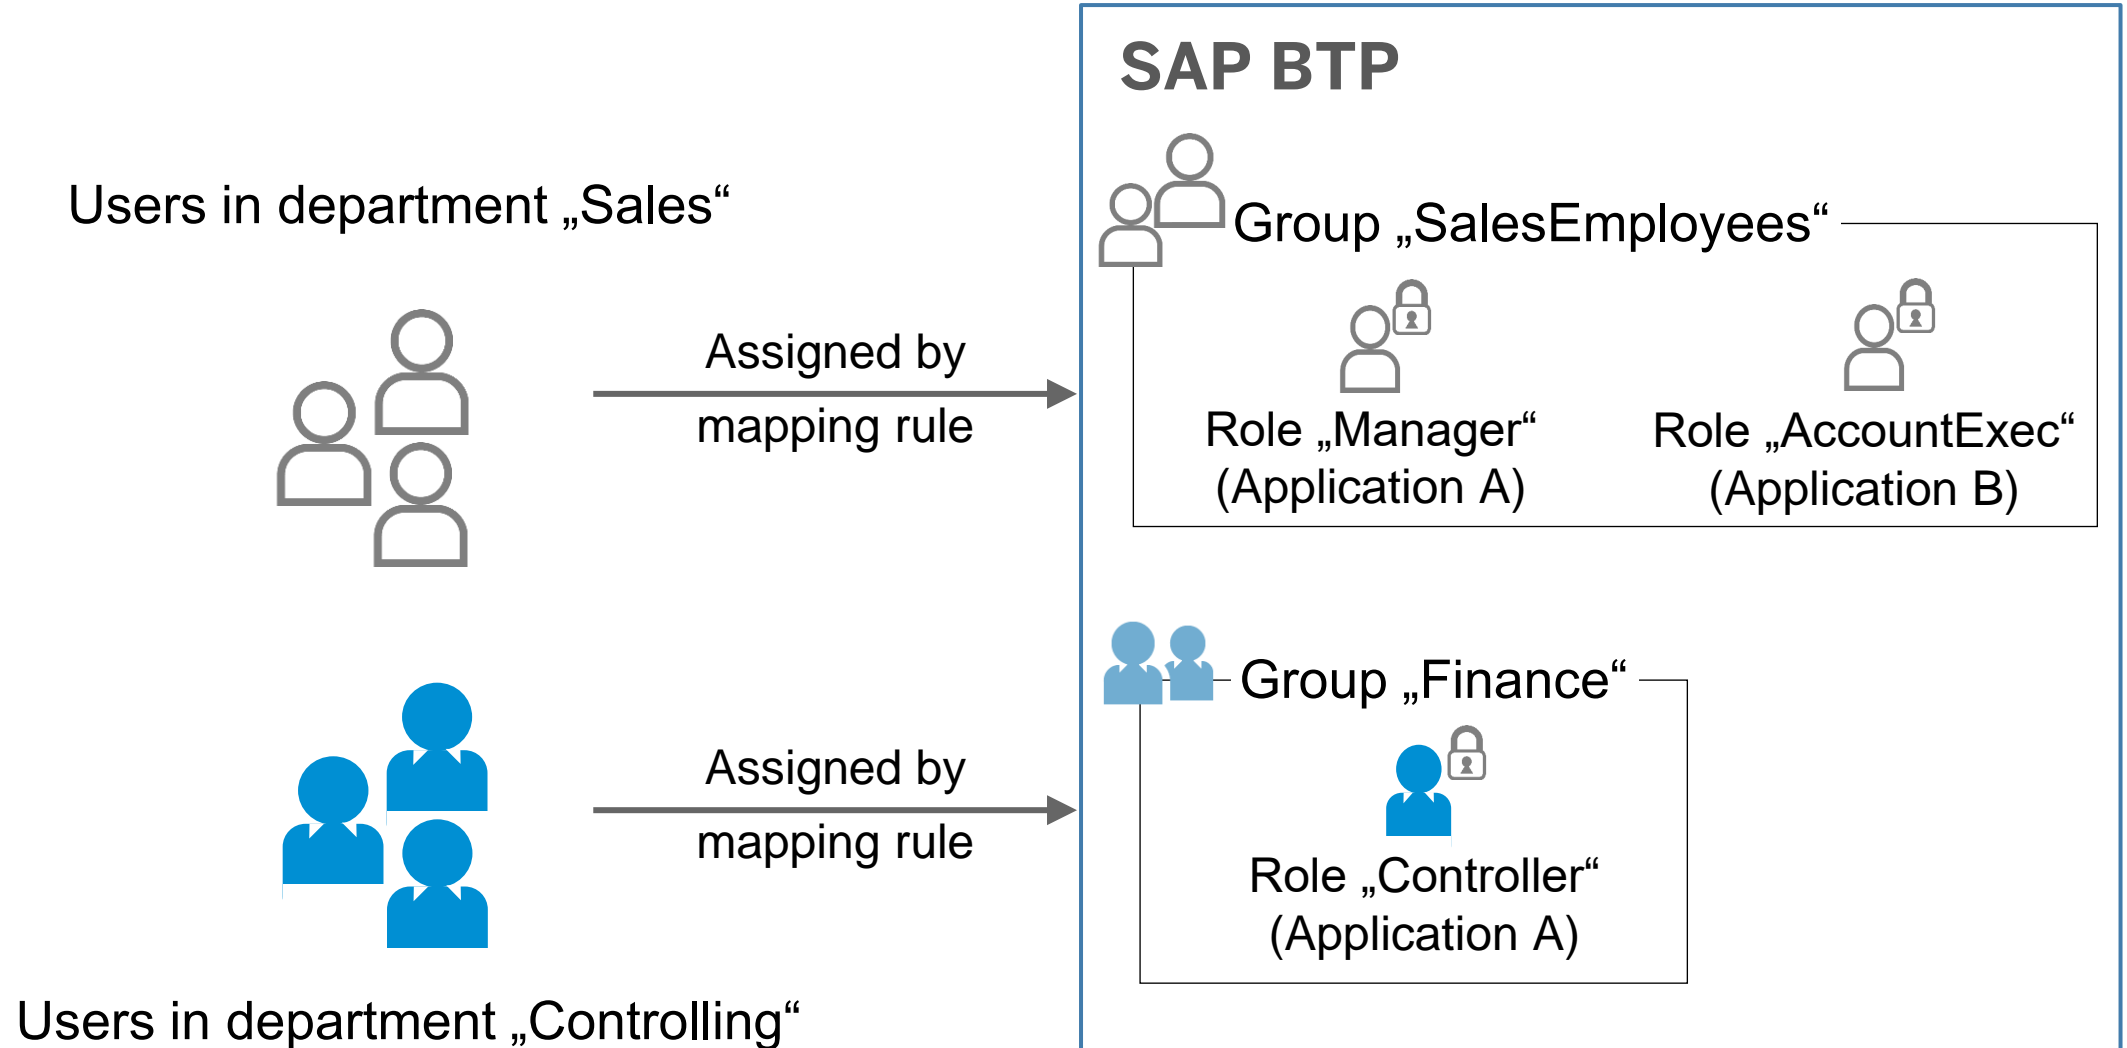 SAP BTP
Users in department „Sales“
Group „SalesEmployees“
Assigned by
mapping rule
Role „Manager“
(Application A)
Role „AccountExec“
(Application B)
Group „Finance“
Assigned by
mapping rule
Role „Controller“
(Application A)
Users in department „Controlling“